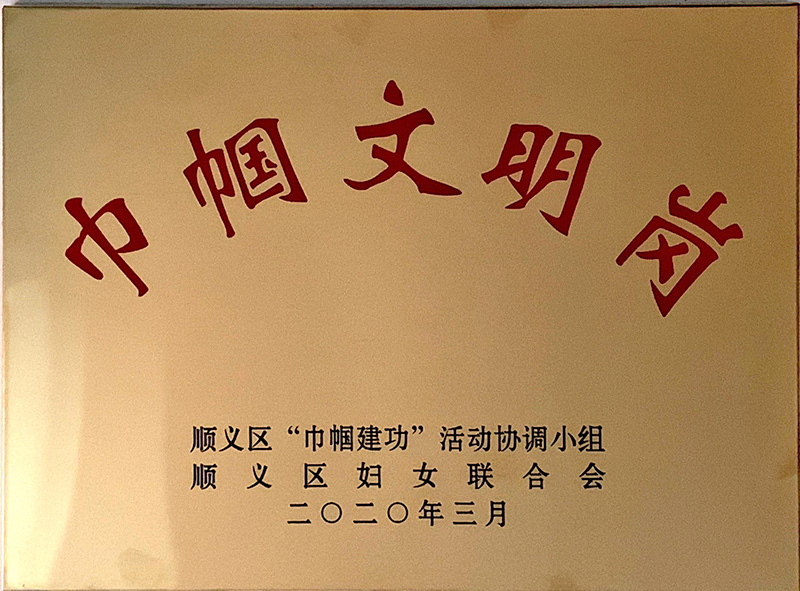 巾帼文明岗
顺义区“巾帼建功”活动协调小组
顺义区妇女联合会
二〇二〇年三月